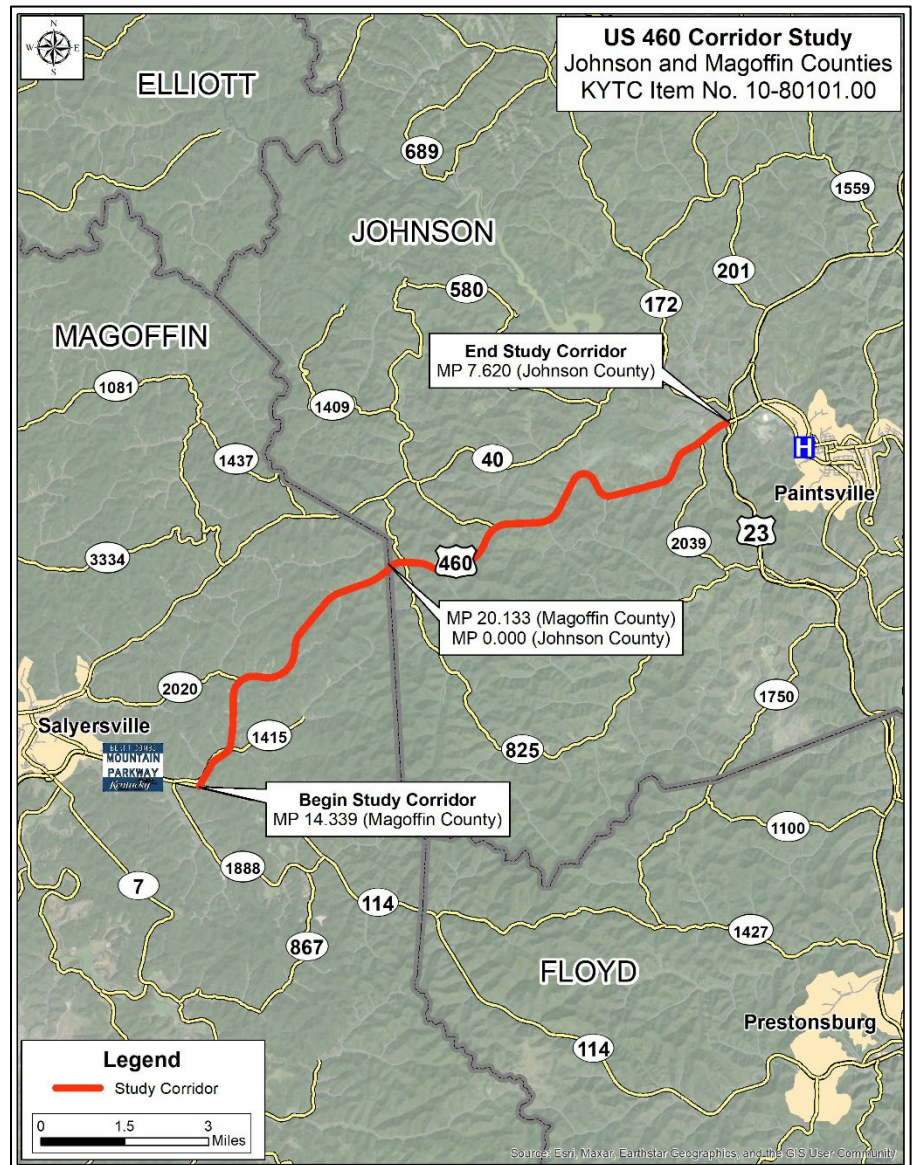 N
W
E
S
US 460 Corridor Study
Johnson and Magoffin Counties
KYTC Item No. 10-80101.00
ELLIOTT
689
1559
JOHNSON
201
580
172
MAGOFFIN
End Study Corridor
MP 7.620 (Johnson County)
1081
1409
1437
40
H
Paintsville
23
3334
460
2039
MP 20.133 (Magoffin County)
MP 0.000 (Johnson County)
2020
1750
Salyersville
1415
825
MOUNTAIN
PARKWAY
Kentucky
Begin Study Corridor
MP 14.339 (Magoffin County)
1100
1888
7
114
867
1427
FLOYD
Prestonsburg
114
Legend
Study Corridor
0 1.5 3
Miles
Source: Esri, Maxar, Earthstar Geographics, and the GIS User Community